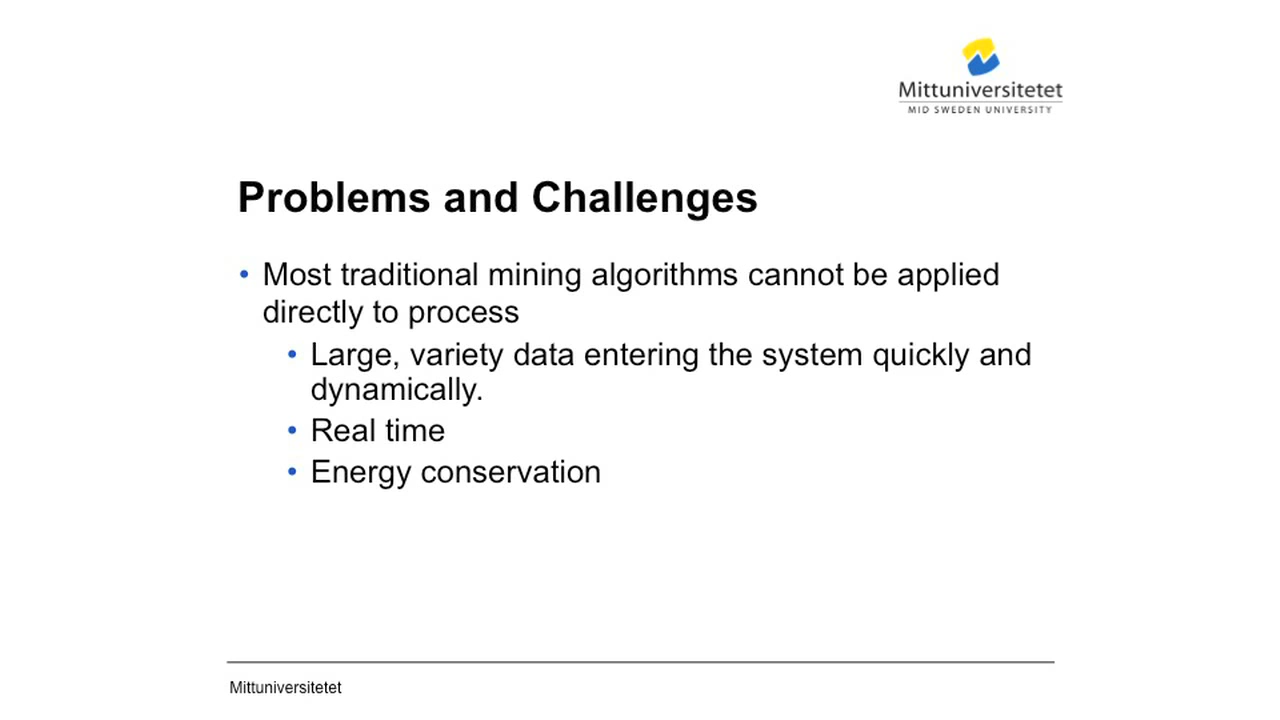 Mittuniversitetet
MID SWEDEN UNIVERSITY
Problems and Challenges
• Most traditional mining algorithms cannot be applied
directly to process
• Large, variety data entering the system quickly and
dynamically.
• Real time
• Energy conservation
Mittuniversitetet